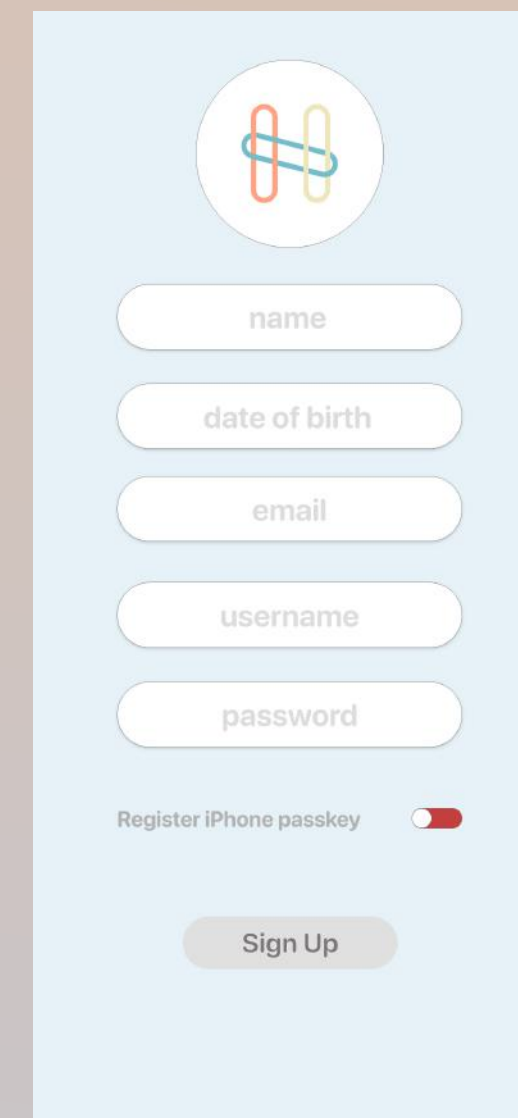 name
date of birth
email
username
password
Register iPhone passkey
Sign Up